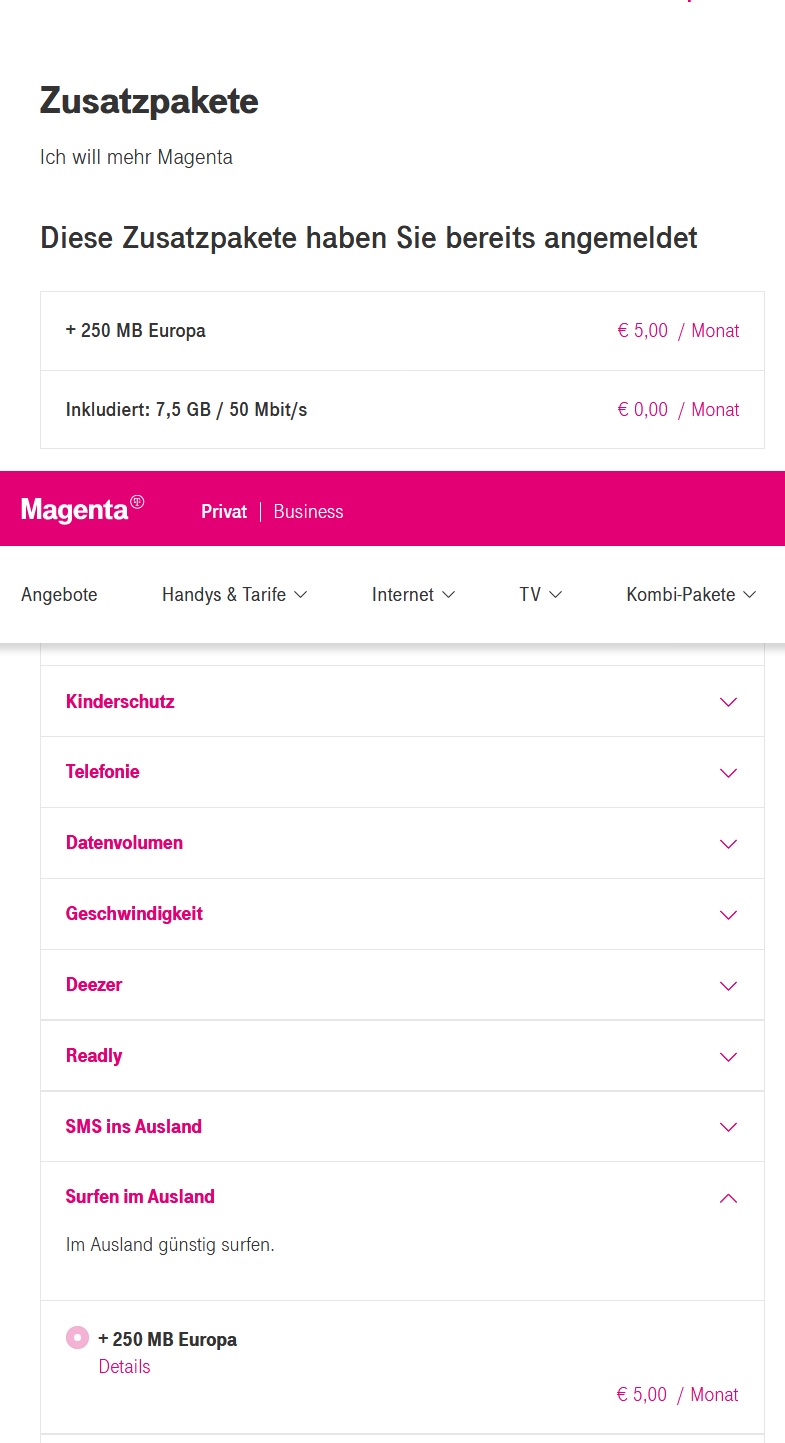 Zusatzpakete
Ich will mehr Magenta
Diese Zusatzpakete haben Sie bereits angemeldet
+ 250 MB Europa € 5,00 / Monat
Inkludiert: 7,5 GB / 50 Mbit/s € 0,00 / Monat
Magenta® Privat | Business
Angebote Handys & Tarife Internet TV Kombi-Pakete
Kinderschutz
Telefonie
Datenvolumen
Geschwindigkeit
Deezer
Readly
SMS ins Ausland
Surfen im Ausland
Im Ausland günstig surfen.
+ 250 MB Europa
Details
€ 5,00 / Monat